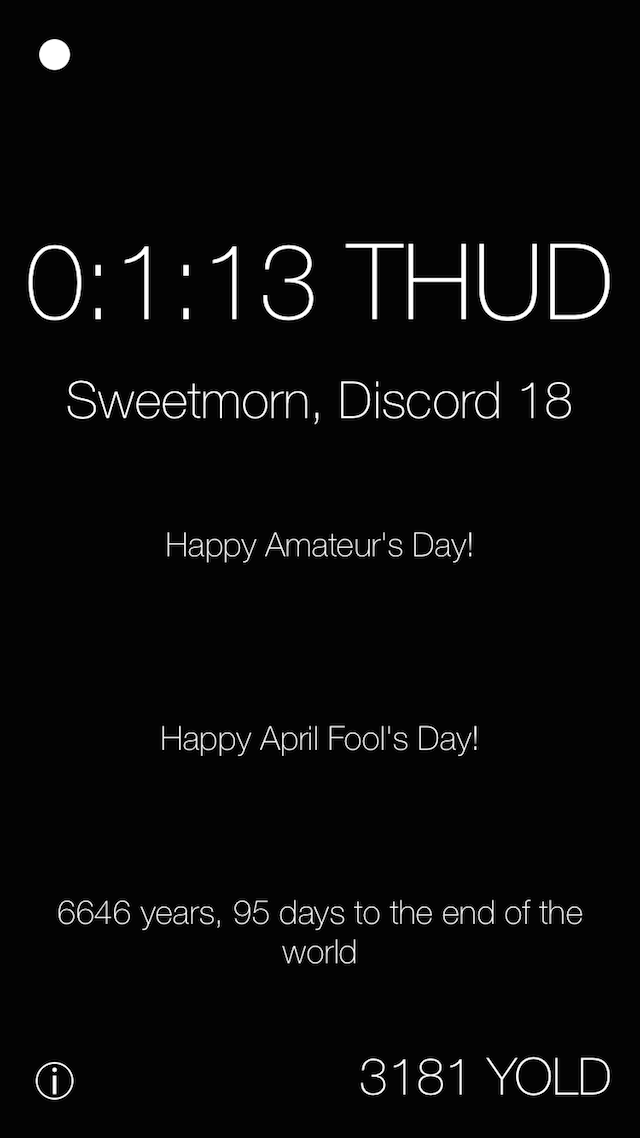 0:1:13 THUD
Sweetmorn, Discord 18
Happy Amateur's Day!
Happy April Fool's Day!
6646 years, 95 days to the end of the
world
3181 YOLD